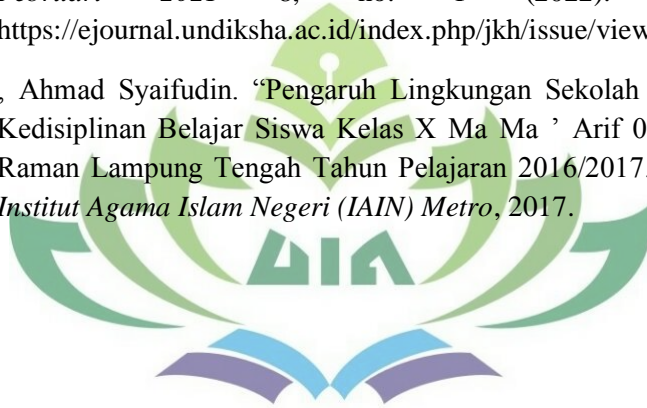 2021 8, no. 1 (2022).
https://ejournal.undiksha.ac.id/index.php/jkh/issue/view
, Ahmad Syaifudin. “Pengaruh Lingkungan Sekolah
Kedisiplinan Belajar Siswa Kelas X Ma Ma ’ Arif 0
Raman Lampung Tengah Tahun Pelajaran 2016/2017.
Institut Agama Islam Negeri (IAIN) Metro, 2017.
UIN